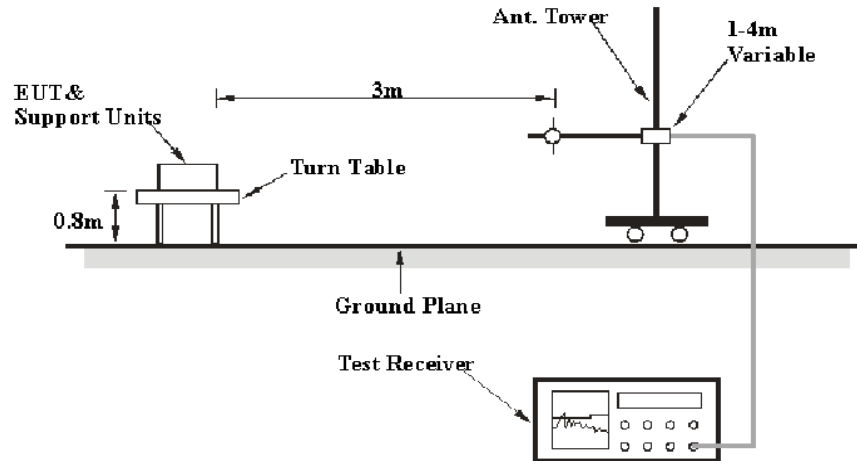 Ant. Tower
1-4m
Variable
EUT&
Support Units
3m
Turn Table
0.8m
Ground Plane
Test Receiver